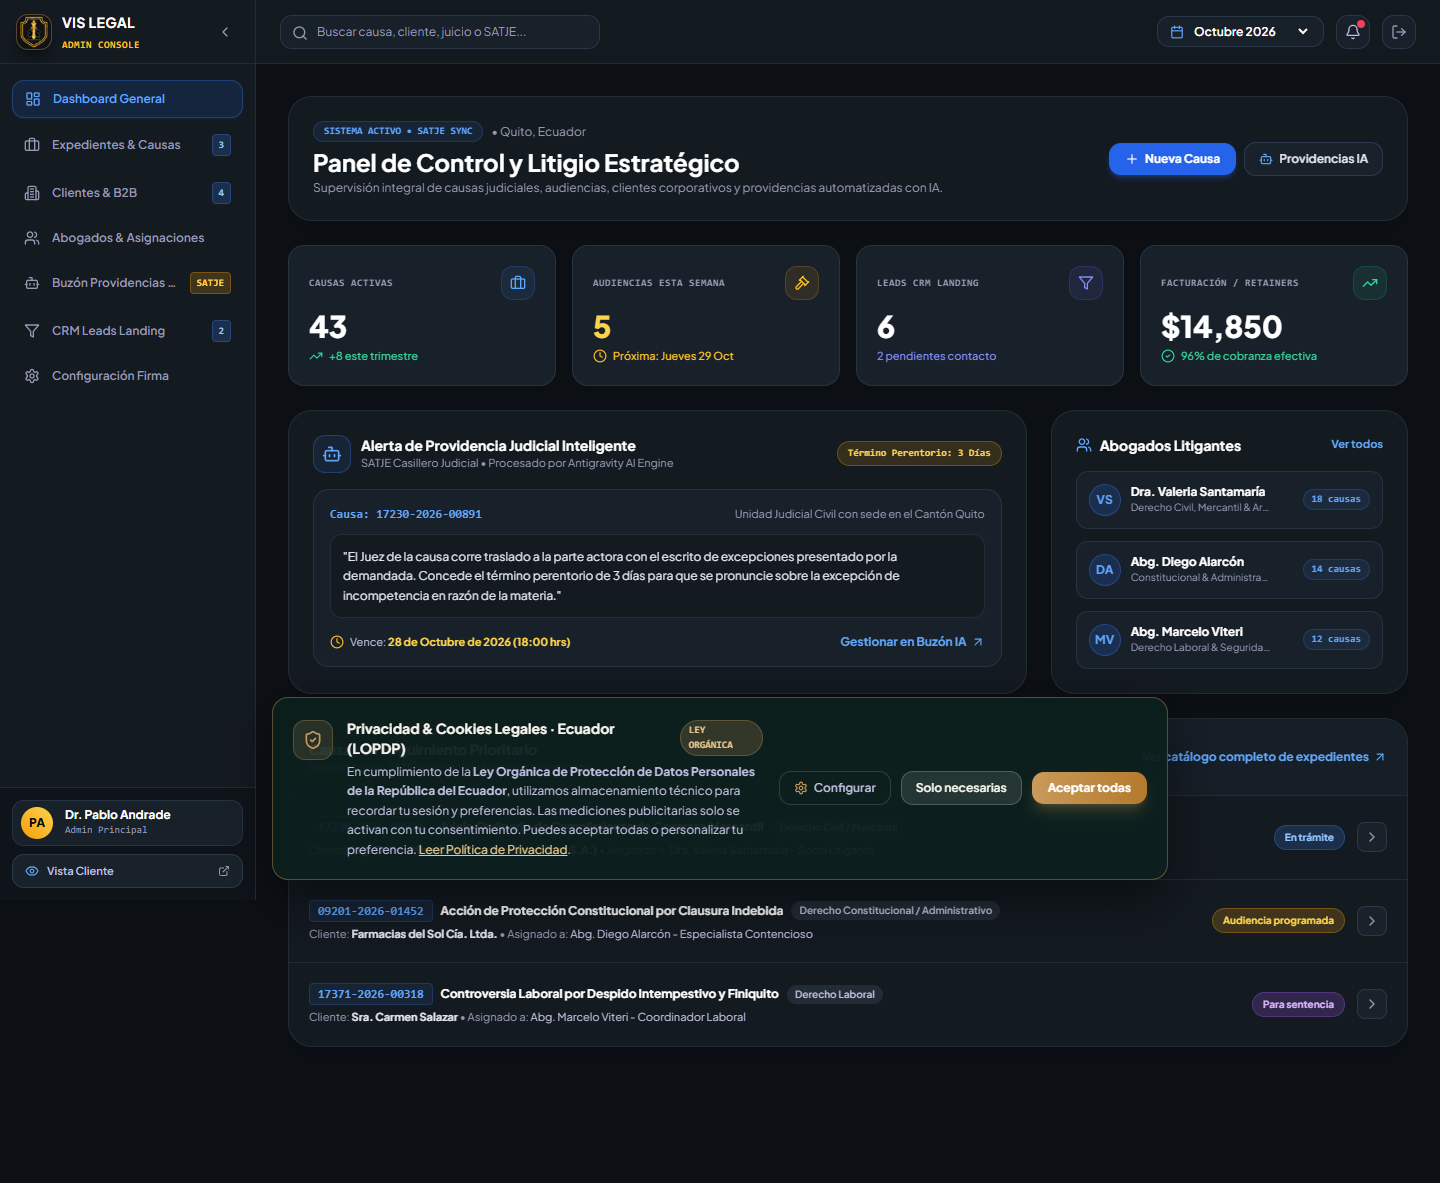 VIS LEGAL
ADMIN CONSOLE
Buscar causa, cliente, juicio o SATJE...
Octubre 2026
Dashboard General
Expedientes & Causas
3
Clientes & B2B
4
Abogados & Asignaciones
Buzón Providencias ...
SATJE
CRM Leads Landing
2
Configuración Firma
PA
Dr. Pablo Andrade
Admin Principal
Vista Cliente
SISTEMA ACTIVO • SATJE SYNC
• Quito, Ecuador
Panel de Control y Litigio Estratégico
Supervisión integral de causas judiciales, audiencias, clientes corporativos y providencias automatizadas con IA.
Nueva Causa
Providencias IA
CAUSAS ACTIVAS
43
+8 este trimestre
AUDIENCIAS ESTA SEMANA
5
Próxima: Jueves 29 Oct
LEADS CRM LANDING
6
2 pendientes contacto
FACTURACIÓN / RETAINERS
$14,850
96% de cobranza efectiva
Alerta de Providencia Judicial Inteligente
SATJE Casillero Judicial • Procesado por Antigravity AI Engine
Término Perentorio: 3 Días
Causa: 17230-2026-00891
Unidad Judicial Civil con sede en el Cantón Quito
"El Juez de la causa corre traslado a la parte actora con el escrito de excepciones presentado por la
demandada. Concede el término perentorio de 3 días para que se pronuncie sobre la excepción de
incompetencia en razón de la materia."
Vence: 28 de Octubre de 2026 (18:00 hrs)
Gestionar en Buzón IA
Abogados Litigantes
Ver todos
VS
Dra. Valeria Santamaría
Derecho Civil, Mercantil & Ar...
18 causas
DA
Abg. Diego Alarcón
Constitucional & Administra...
14 causas
MV
Abg. Marcelo Viteri
Derecho Laboral & Segurida...
12 causas
Privacidad & Cookies Legales · Ecuador
(LOPDP)
LEY
ORGÁNICA
En cumplimiento de la Ley Orgánica de Protección de Datos Personales
de la República del Ecuador, utilizamos almacenamiento técnico para
recordar tu sesión y preferencias. Las mediciones publicitarias solo se
activan con tu consentimiento. Puedes aceptar todas o personalizar tu
preferencia. Leer Política de Privacidad.
Configurar
Solo necesarias
Aceptar todas
Ver catálogo completo de expedientes
En trámite
09201-2026-01452
Acción de Protección Constitucional por Clausura Indebida
Derecho Constitucional / Administrativo
Cliente: Farmacias del Sol Cía. Ltda. • Asignado a: Abg. Diego Alarcón - Especialista Contencioso
Audiencia programada
17371-2026-00318
Controversia Laboral por Despido Intempestivo y Finiquito
Derecho Laboral
Cliente: Sra. Carmen Salazar • Asignado a: Abg. Marcelo Viteri - Coordinador Laboral
Para sentencia